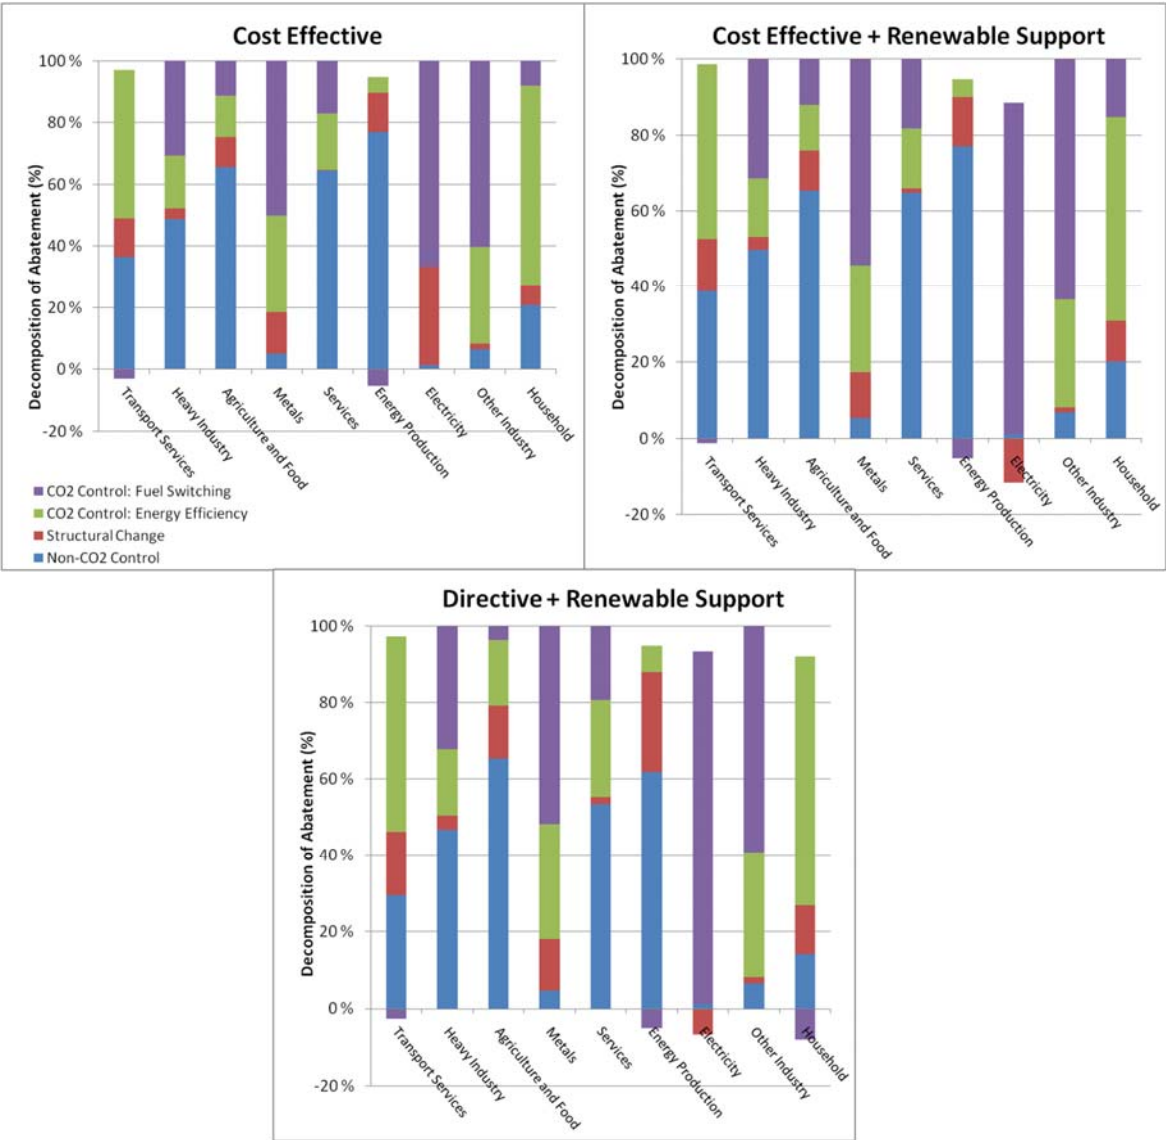 Cost Effective
Decomposition of Abatement (%)
100 %
80 %
60 %
40 %
20 %
0 %
-20 %
Transport Services
Heavy Industry
Agriculture and Food
Metals
Services
Energy Production
Electricity
Other Industry
Household
CO2 Control: Fuel Switching
CO2 Control: Energy Efficiency
Structural Change
Non-CO2 Control
Cost Effective + Renewable Support
Decomposition of Abatement (%)
100 %
80 %
60 %
40 %
20 %
0 %
-20 %
Transport Services
Heavy Industry
Agriculture and Food
Metals
Services
Energy Production
Electricity
Other Industry
Household
Directive + Renewable Support
Decomposition of Abatement (%)
100 %
80 %
60 %
40 %
20 %
0 %
-20 %
Transport Services
Heavy Industry
Agriculture and Food
Metals
Services
Energy Production
Electricity
Other Industry
Household